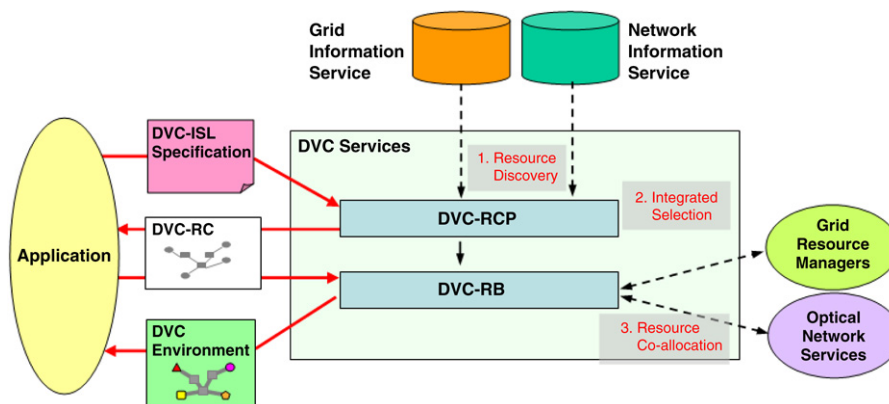 Grid
Information
Service
Network
Information
Service
DVC-ISL
Specification
DVC Services
1. Resource
Discovery
2. Integrated
Selection
DVC-RCP
DVC-RC
Application
Grid
Resource
Managers
DVC-RB
3. Resource
Co-allocation
Optical
Network
Services
DVC
Environment